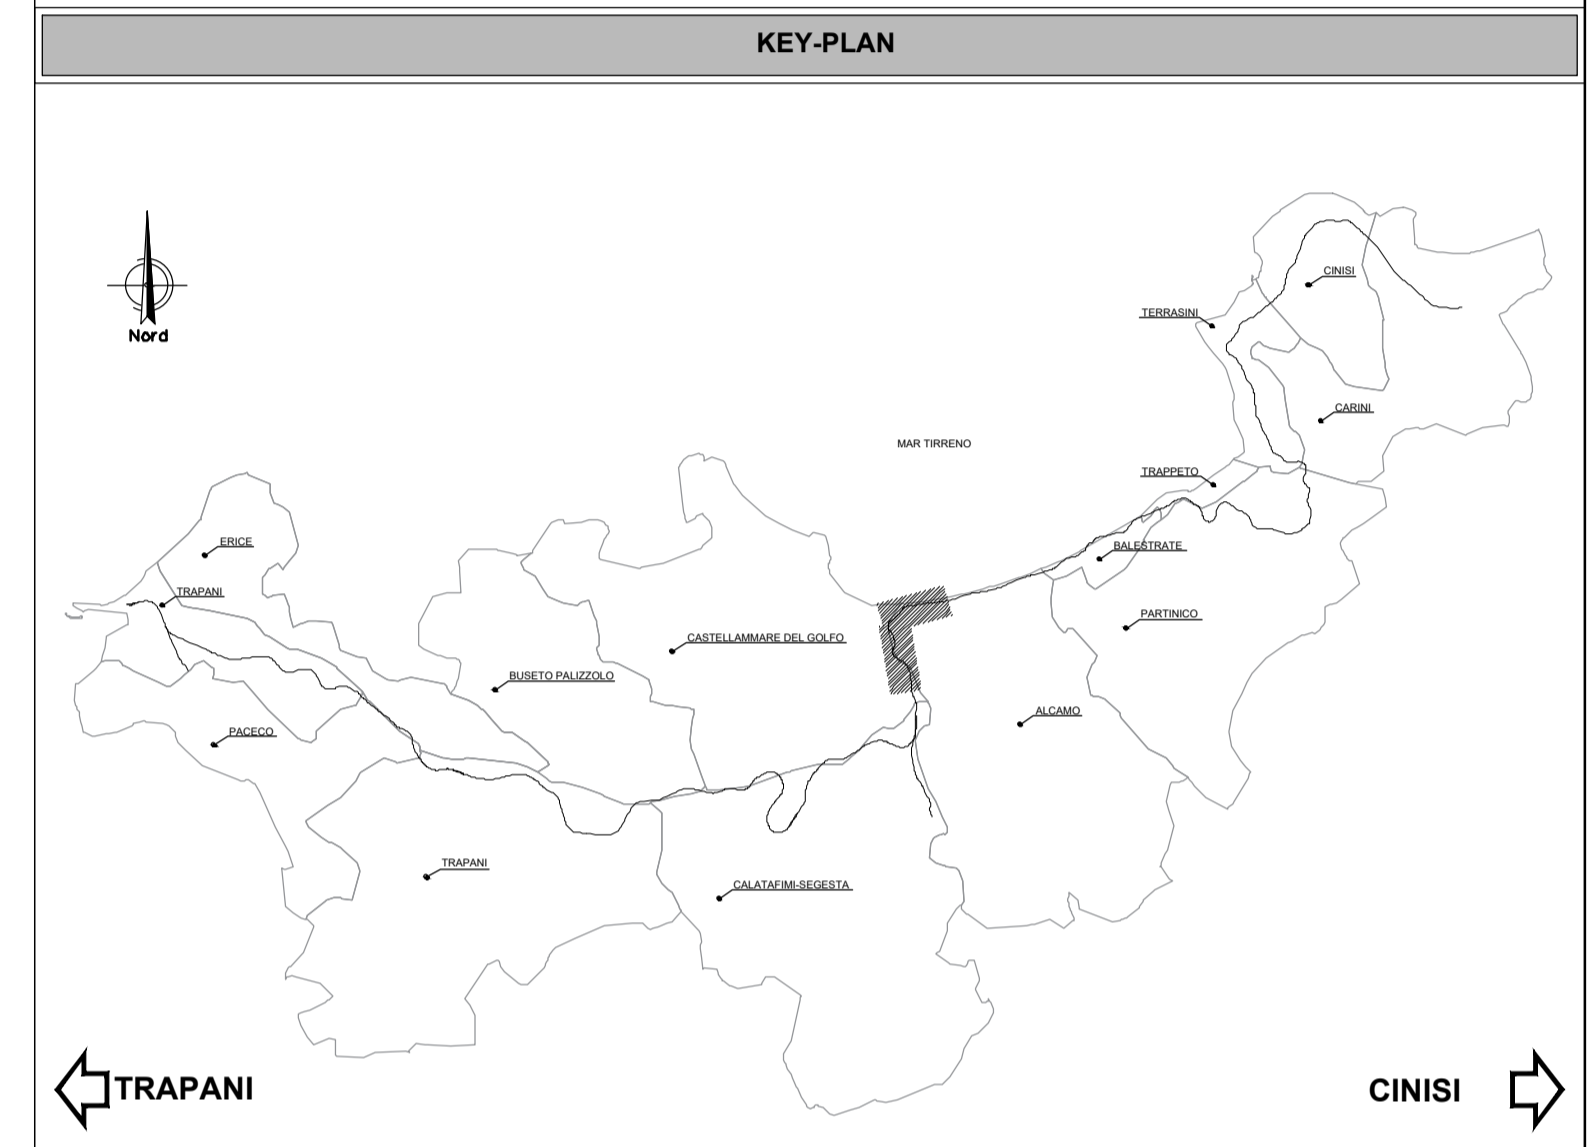 KEY-PLAN
Nord
CINISI
TERRASINI
CARINI
MAR TIRRENO
TRAPPETO
ERICE
BALESTRATE
TRAPANI
PARTINICO
CASTELLAMMARE DEL GOLFO
BUSETO PALIZZOLO
ALCAMO
PACECO
TRAPANI
CALATAFIMI-SEGESTA
TRAPANI
CINISI